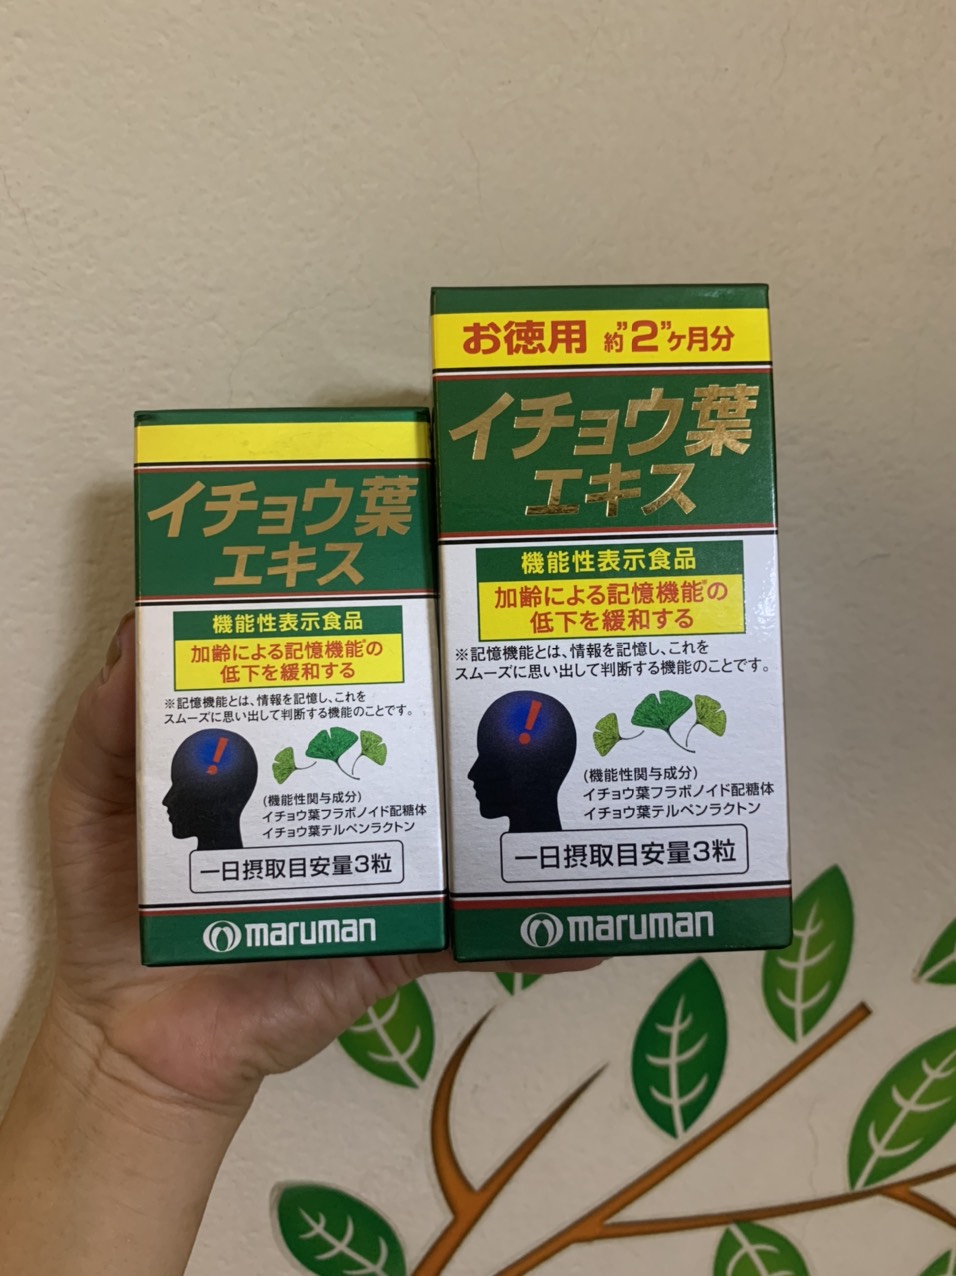 イチョウ葉
エキス
機能性表示食品
加齢による記憶機能※の
低下を緩和する
※記憶機能とは、情報を記憶し、これを
スムーズに思い出して判断する機能のことです。
(機能性関与成分)
イチョウ葉フラボノイド配糖体
イチョウ葉テルペンラクトン
一日摂取目安量3粒
maruman
お徳用 約"2"ヶ月分
イチョウ葉
エキス
機能性表示食品
加齢による記憶機能※の
低下を緩和する
※記憶機能とは、情報を記憶し、これを
スムーズに思い出して判断する機能のことです。
(機能性関与成分)
イチョウ葉フラボノイド配糖体
イチョウ葉テルペンラクトン
一日摂取目安量3粒
maruman